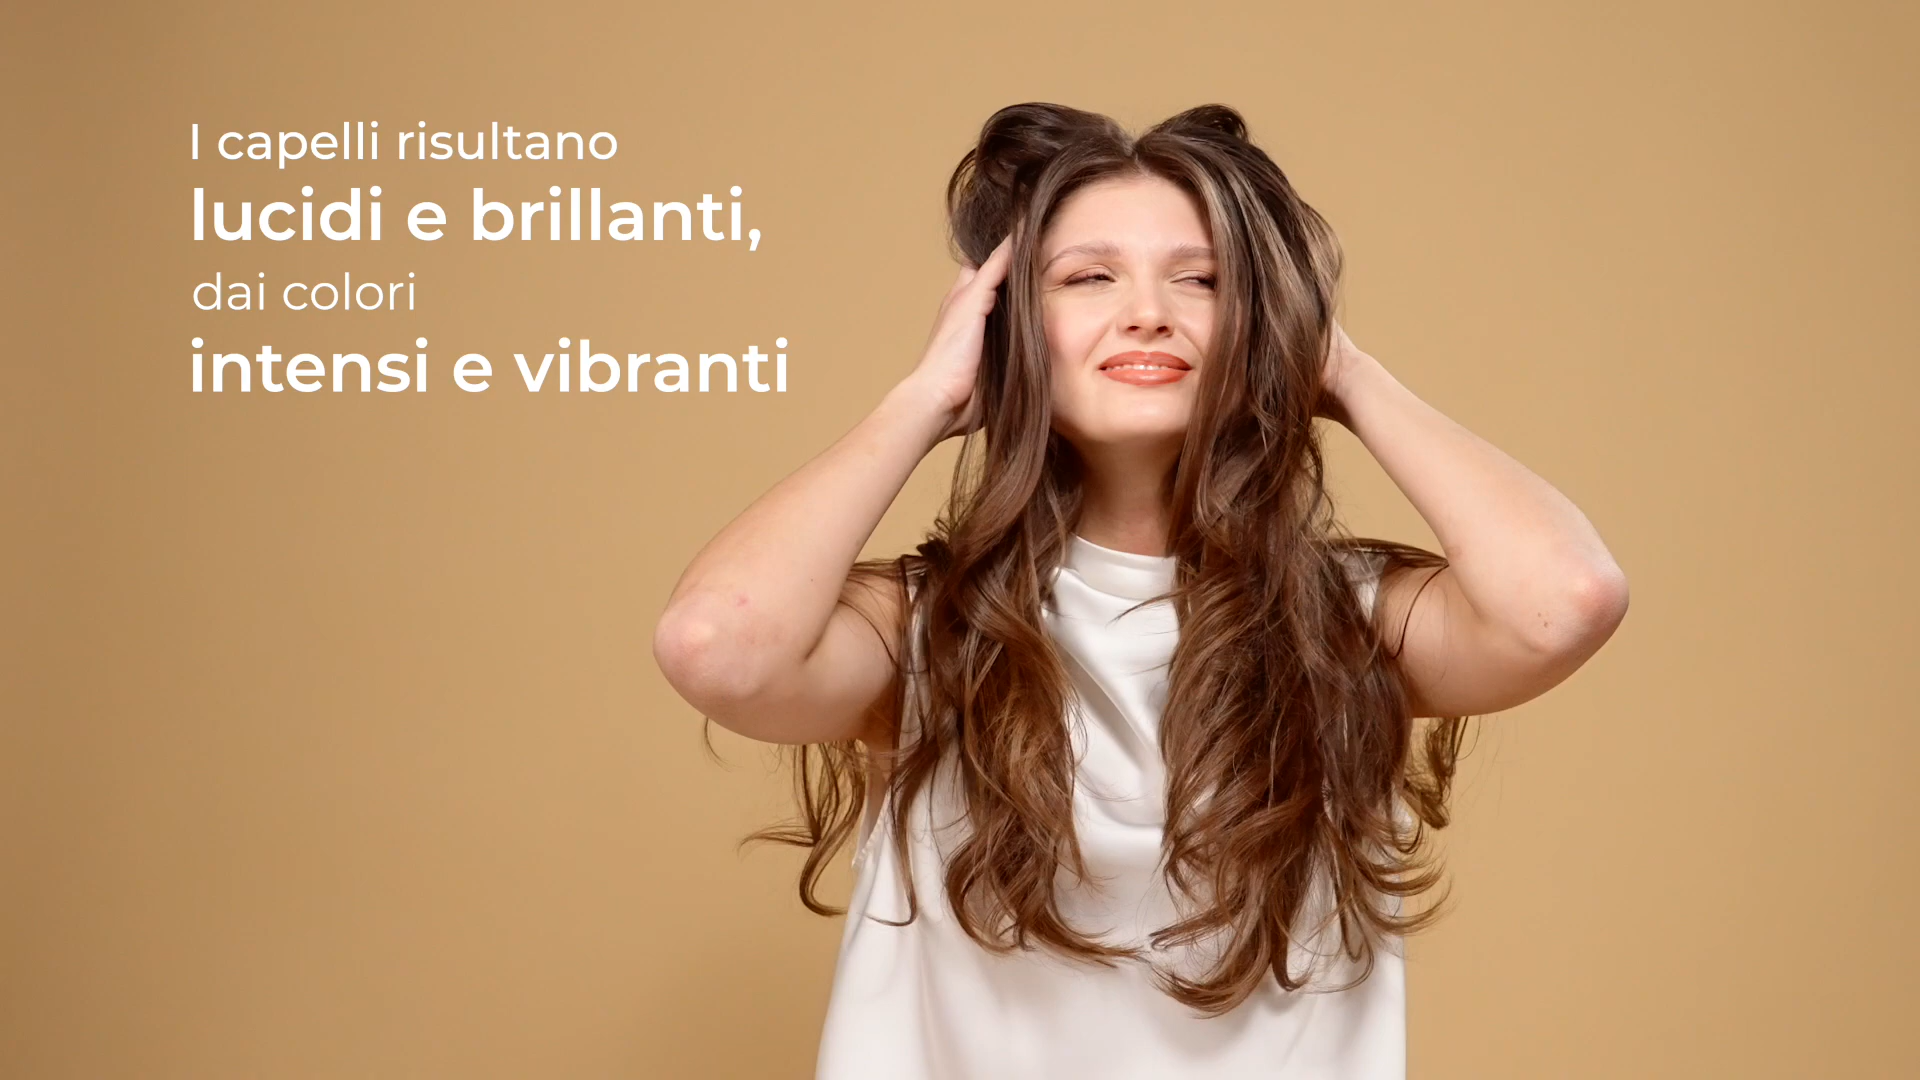 I capelli risultano
lucidi e brillanti,
dai colori
intensi e vibranti